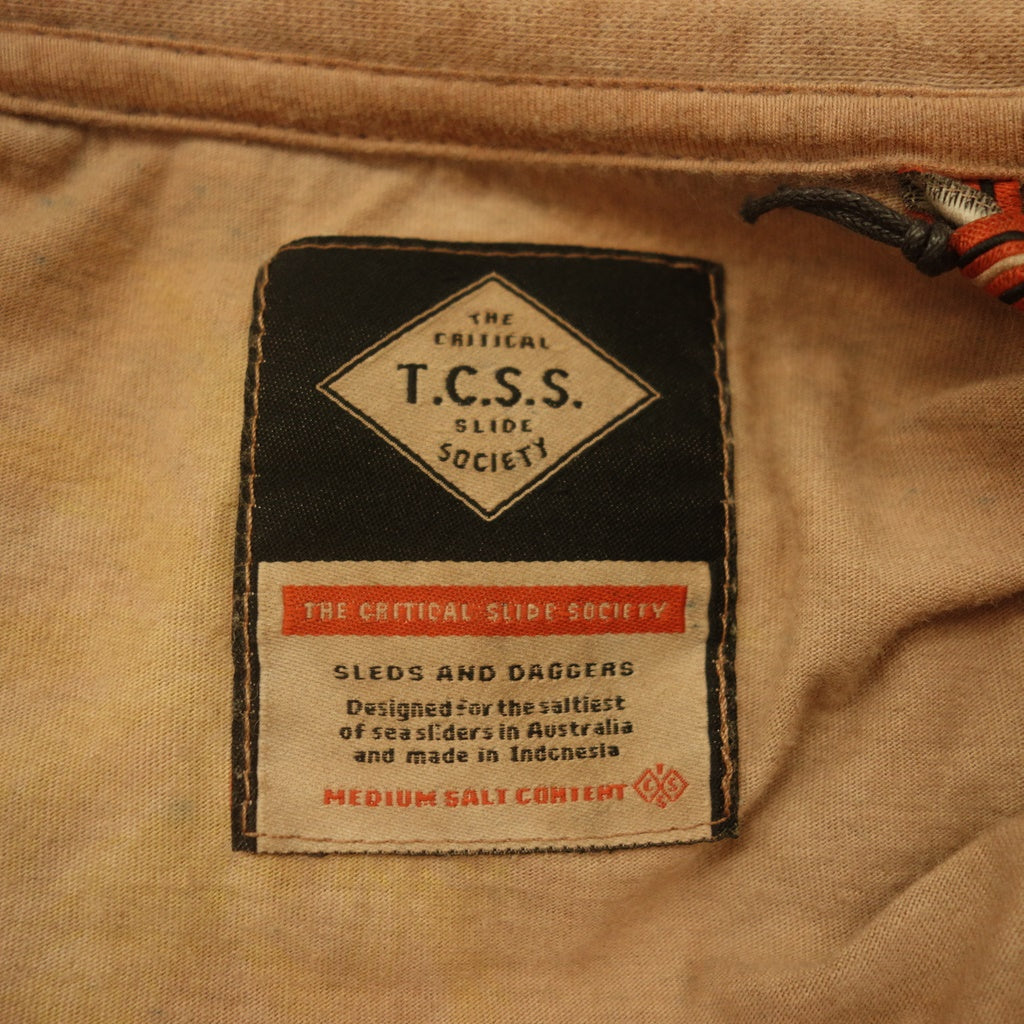 THE
CRITICAL
T.C.S.S.
SLIDE
SOCIETY
THE CRITICAL SLIDE SOCIETY
SLEDS AND DAGGERS
Designed for the saltiest
of sea sliders in Australia
and made in Indonesia
MEDIUM SALT CONTENT